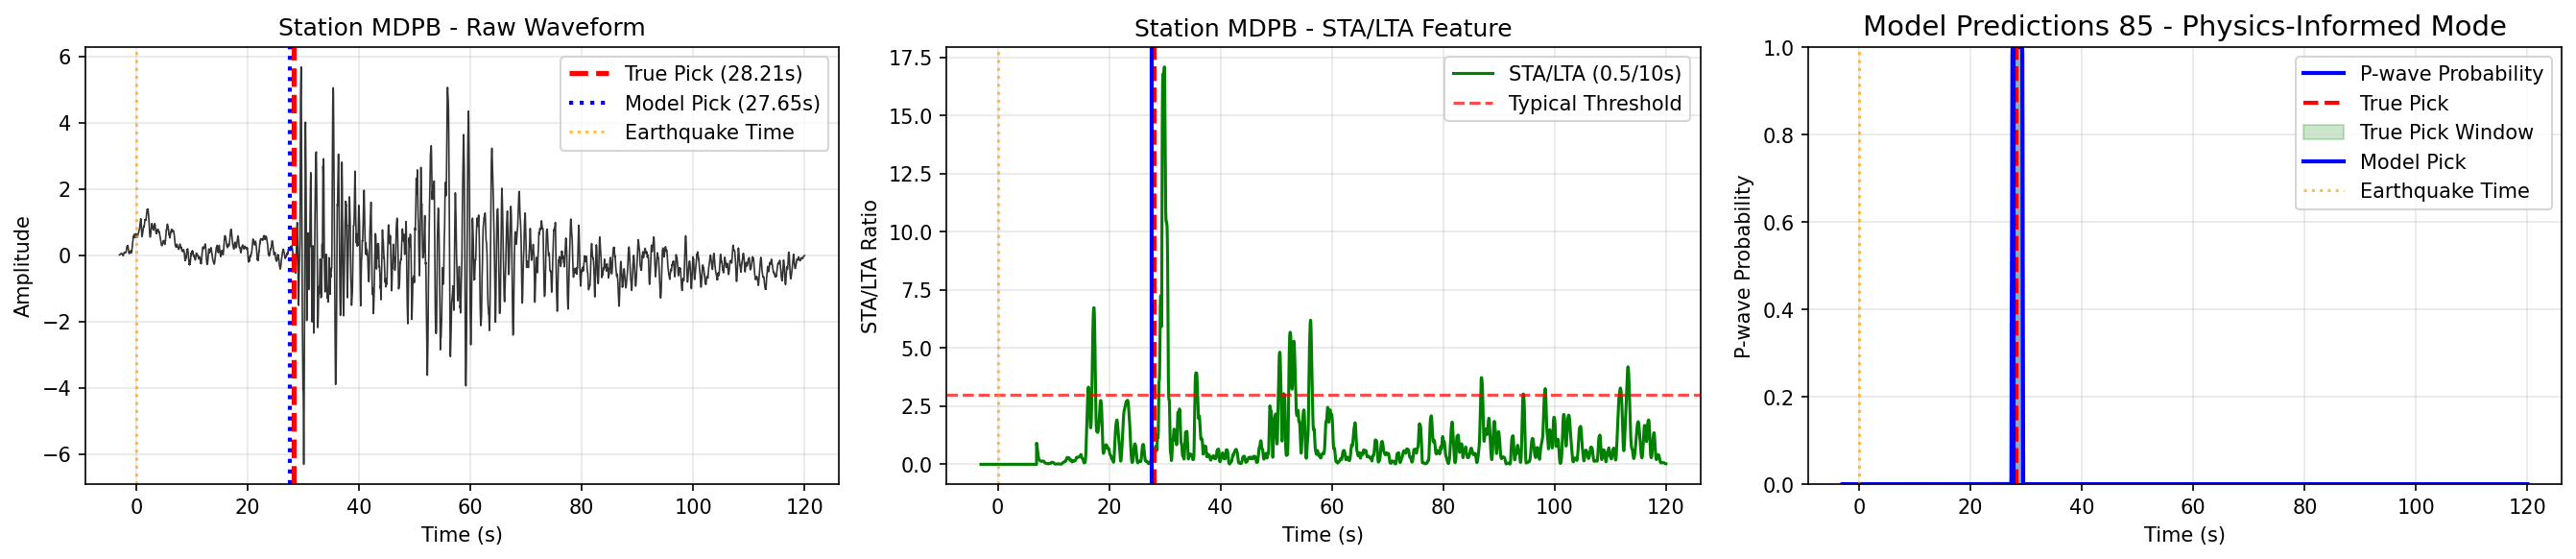 Station MDPB - Raw Waveform
Amplitude
6
4
2
0
−2
−4
−6
True Pick (28.21s)
Model Pick (27.65s)
Earthquake Time
0
20
40
60
80
100
120
Time (s)
Station MDPB - STA/LTA Feature
STA/LTA Ratio
17.5
15.0
12.5
10.0
7.5
5.0
2.5
0.0
STA/LTA (0.5/10s)
Typical Threshold
0
20
40
60
80
100
120
Time (s)
Model Predictions 85 - Physics-Informed Mode
P-wave Probability
1.0
0.8
0.6
0.4
0.2
0.0
P-wave Probability
True Pick
True Pick Window
Model Pick
Earthquake Time
0
20
40
60
80
100
120
Time (s)